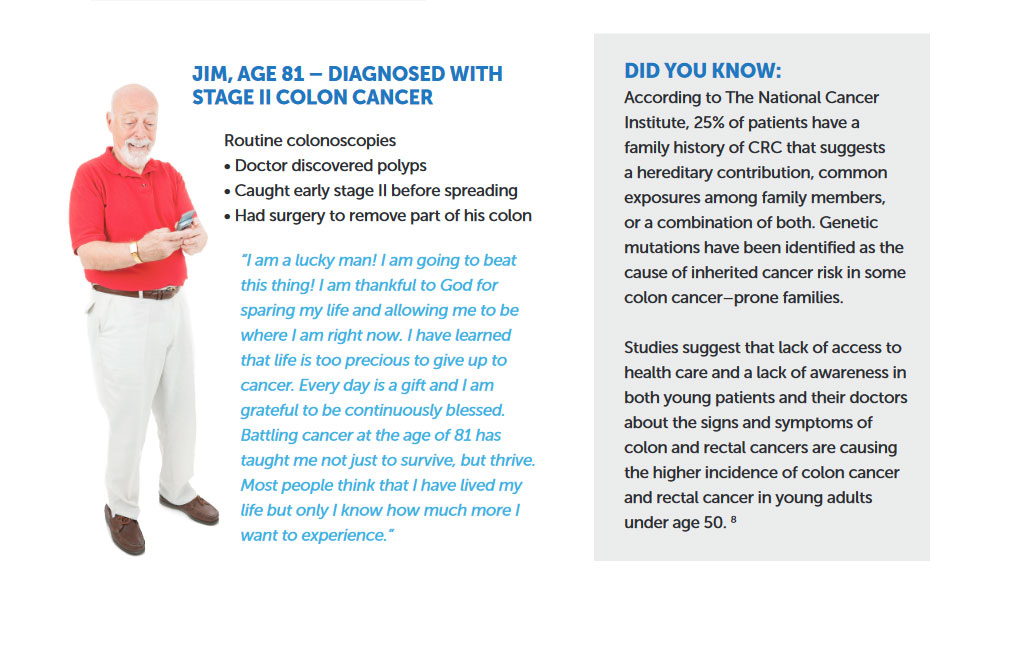 JIM, AGE 81 – DIAGNOSED WITH
STAGE II COLON CANCER
Routine colonoscopies
• Doctor discovered polyps
• Caught early stage II before spreading
• Had surgery to remove part of his colon
“I am a lucky man! I am going to beat
this thing! I am thankful to God for
sparing my life and allowing me to be
where I am right now. I have learned
that life is too precious to give up to
cancer. Every day is a gift and I am
grateful to be continuously blessed.
Battling cancer at the age of 81 has
taught me not just to survive, but thrive.
Most people think that I have lived my
life but only I know how much more I
want to experience.”
DID YOU KNOW:
According to The National Cancer
Institute, 25% of patients have a
family history of CRC that suggests
a hereditary contribution, common
exposures among family members,
or a combination of both. Genetic
mutations have been identified as the
cause of inherited cancer risk in some
colon cancer–prone families.
Studies suggest that lack of access to
health care and a lack of awareness in
both young patients and their doctors
about the signs and symptoms of
colon and rectal cancers are causing
the higher incidence of colon cancer
and rectal cancer in young adults
under age 50. 8